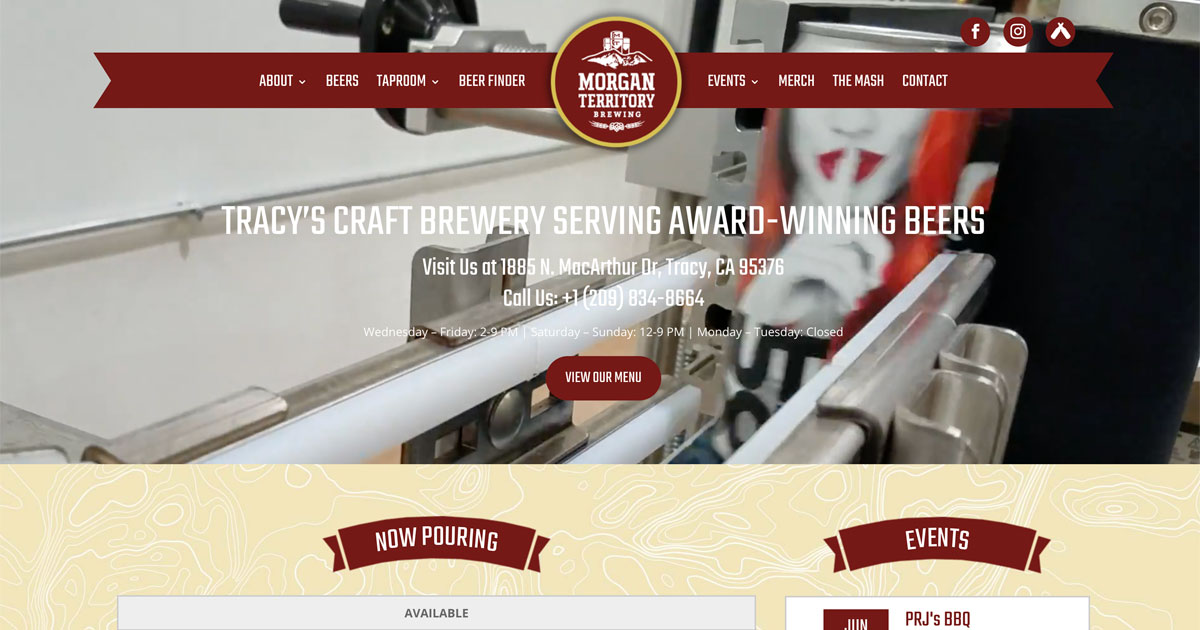 ABOUT
BEERS
TAPROOM
BEER FINDER
MORGAN
TERRITORY
BREWING
EVENTS
MERCH
THE MASH
CONTACT
TRACY'S CRAFT BREWERY SERVING AWARD-WINNING BEERS
Visit Us at 1885 N. MacArthur Dr, Tracy, CA 95376
Call Us: +1 (209) 834-8664
Wednesday – Friday: 2-9 PM | Saturday – Sunday: 12-9 PM | Monday – Tuesday: Closed
VIEW OUR MENU
NOW POURING
AVAILABLE
EVENTS
JUN
PRJ's BBQ